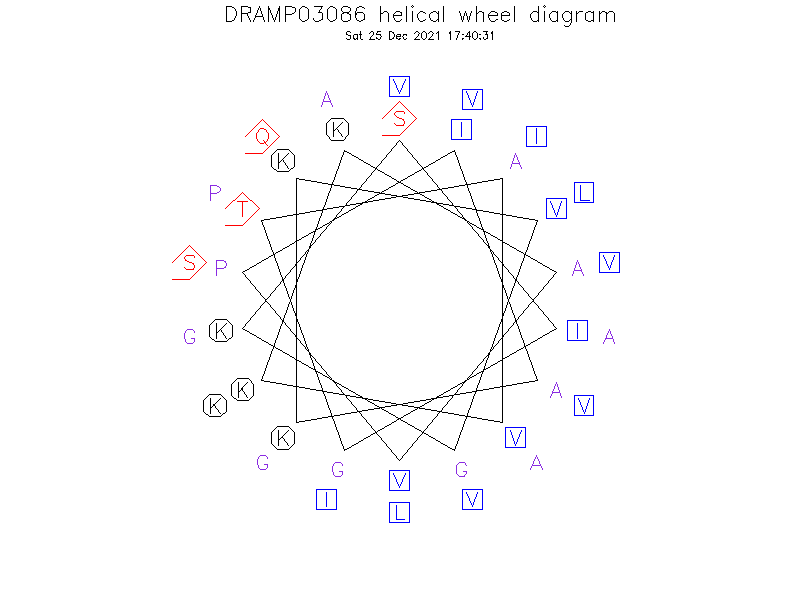 DRAMP03086 helical wheel diagram
Sat 25 Dec 2021 17:40:31
V
A V
S
Q K I I
K A
P L
T V
S P A V
G K I A
K A
K V
K V
G A
G G
V
I V
L